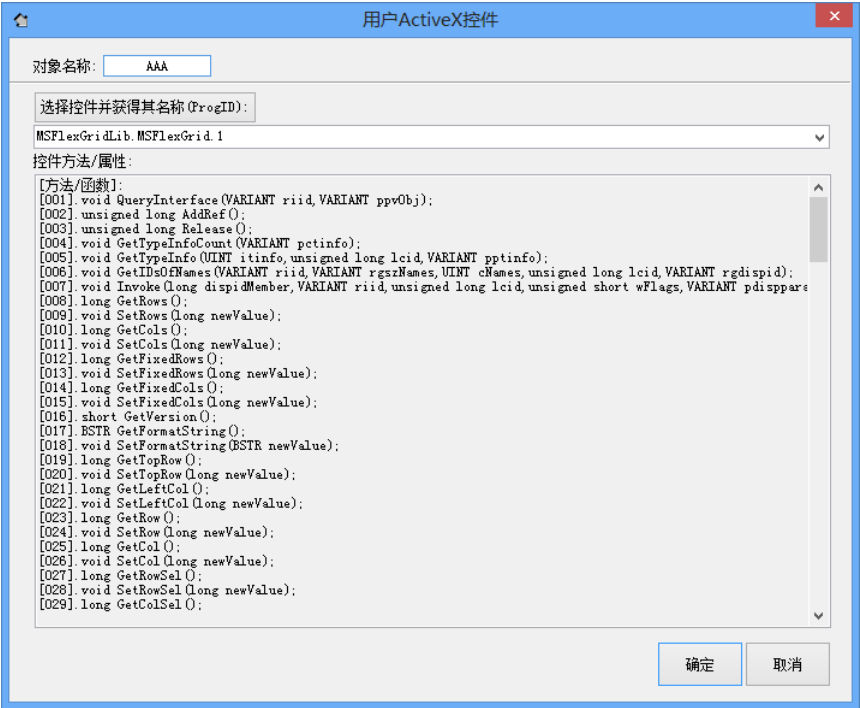 用户ActiveX控件
对象名称: AAA
选择控件并获得其名称(ProgID):
MSFlexGridLib.MSFlexGrid.1
控件方法/属性:
[方法/函数]:
[001].void QueryInterface(VARIANT riid,VARIANT ppvObj);
[002].unsigned long AddRef();
[003].unsigned long Release();
[004].void GetTypeInfoCount(VARIANT pctinfo);
[005].void GetTypeInfo(UINT itinfo,unsigned long lcid,VARIANT pptinfo);
[006].void GetIDsOfNames(VARIANT riid,VARIANT rgszNames,UINT cNames,unsigned long lcid,VARIANT rgdispid);
[007].void Invoke(long dispidMember,VARIANT riid,unsigned long lcid,unsigned short wFlags,VARIANT pdisppara
[008].long GetRows();
[009].void SetRows(long newValue);
[010].long GetCols();
[011].void SetCols(long newValue);
[012].long GetFixedRows();
[013].void SetFixedRows(long newValue);
[014].long GetFixedCols();
[015].void SetFixedCols(long newValue);
[016].short GetVersion();
[017].BSTR GetFormatString();
[018].void SetFormatString(BSTR newValue);
[019].long GetTopRow();
[020].void SetTopRow(long newValue);
[021].long GetLeftCol();
[022].void SetLeftCol(long newValue);
[023].long GetRow();
[024].void SetRow(long newValue);
[025].long GetCol();
[026].void SetCol(long newValue);
[027].long GetRowSel();
[028].void SetRowSel(long newValue);
[029].long GetColSel();
确定 取消